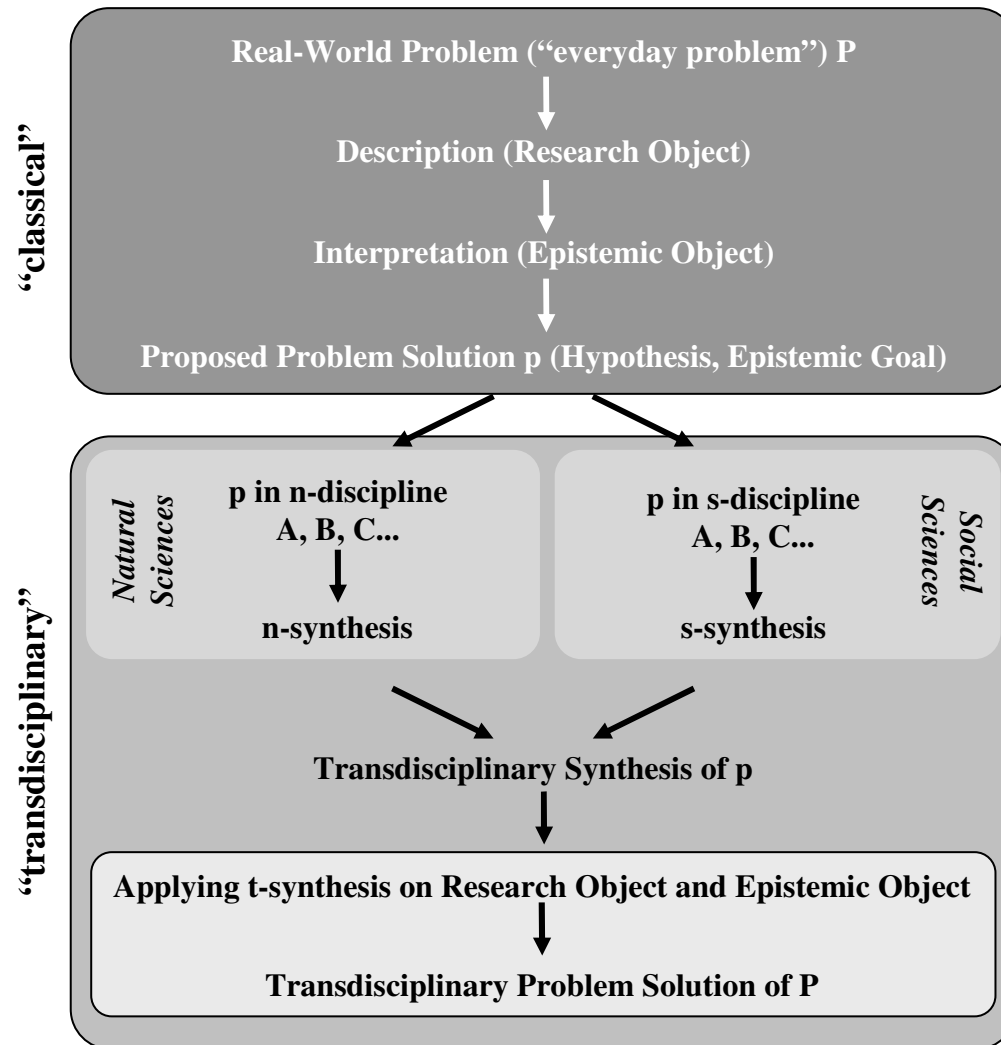 “classical”
Real-World Problem (“everyday problem”) P
Description (Research Object)
Interpretation (Epistemic Object)
Proposed Problem Solution p (Hypothesis, Epistemic Goal)
“transdisciplinary”
Natural
Sciences
p in n-discipline
A, B, C...
n-synthesis
p in s-discipline
A, B, C...
s-synthesis
Social
Sciences
Transdisciplinary Synthesis of p
Applying t-synthesis on Research Object and Epistemic Object
Transdisciplinary Problem Solution of P